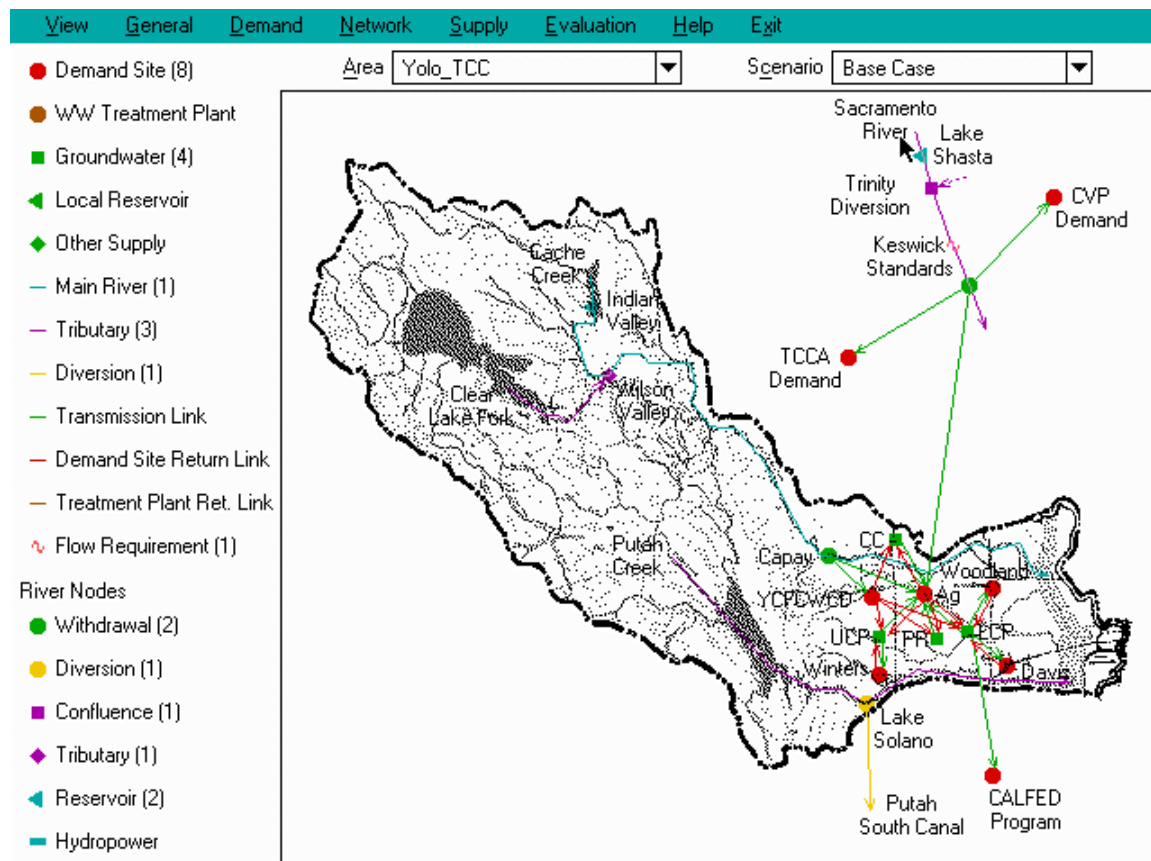 View General Demand Network Supply Evaluation Help Exit
Area Yolo_TCC Scenario Base Case
Demand Site (8)
WW Treatment Plant
Groundwater (4)
Local Reservoir
Other Supply
Main River (1)
Tributary (3)
Diversion (1)
Transmission Link
Demand Site Return Link
Treatment Plant Ret. Link
Flow Requirement (1)
River Nodes
Withdrawal (2)
Diversion (1)
Confluence (1)
Tributary (1)
Reservoir (2)
Hydropower
Sacramento
River
Lake
Shasta
Trinity
Diversion
CVP
Demand
Keswick
Standards
Cache
Creek
Indian
Valley
TCCA
Demand
Clear
Lake Fork
Wilson
Valley
Putah
Creek
Capay
CC
Woodland
YCFCWCD
Ag
UCP
PR
LCP
Winters
Davis
Lake
Solano
Putah
South Canal
CALFED
Program